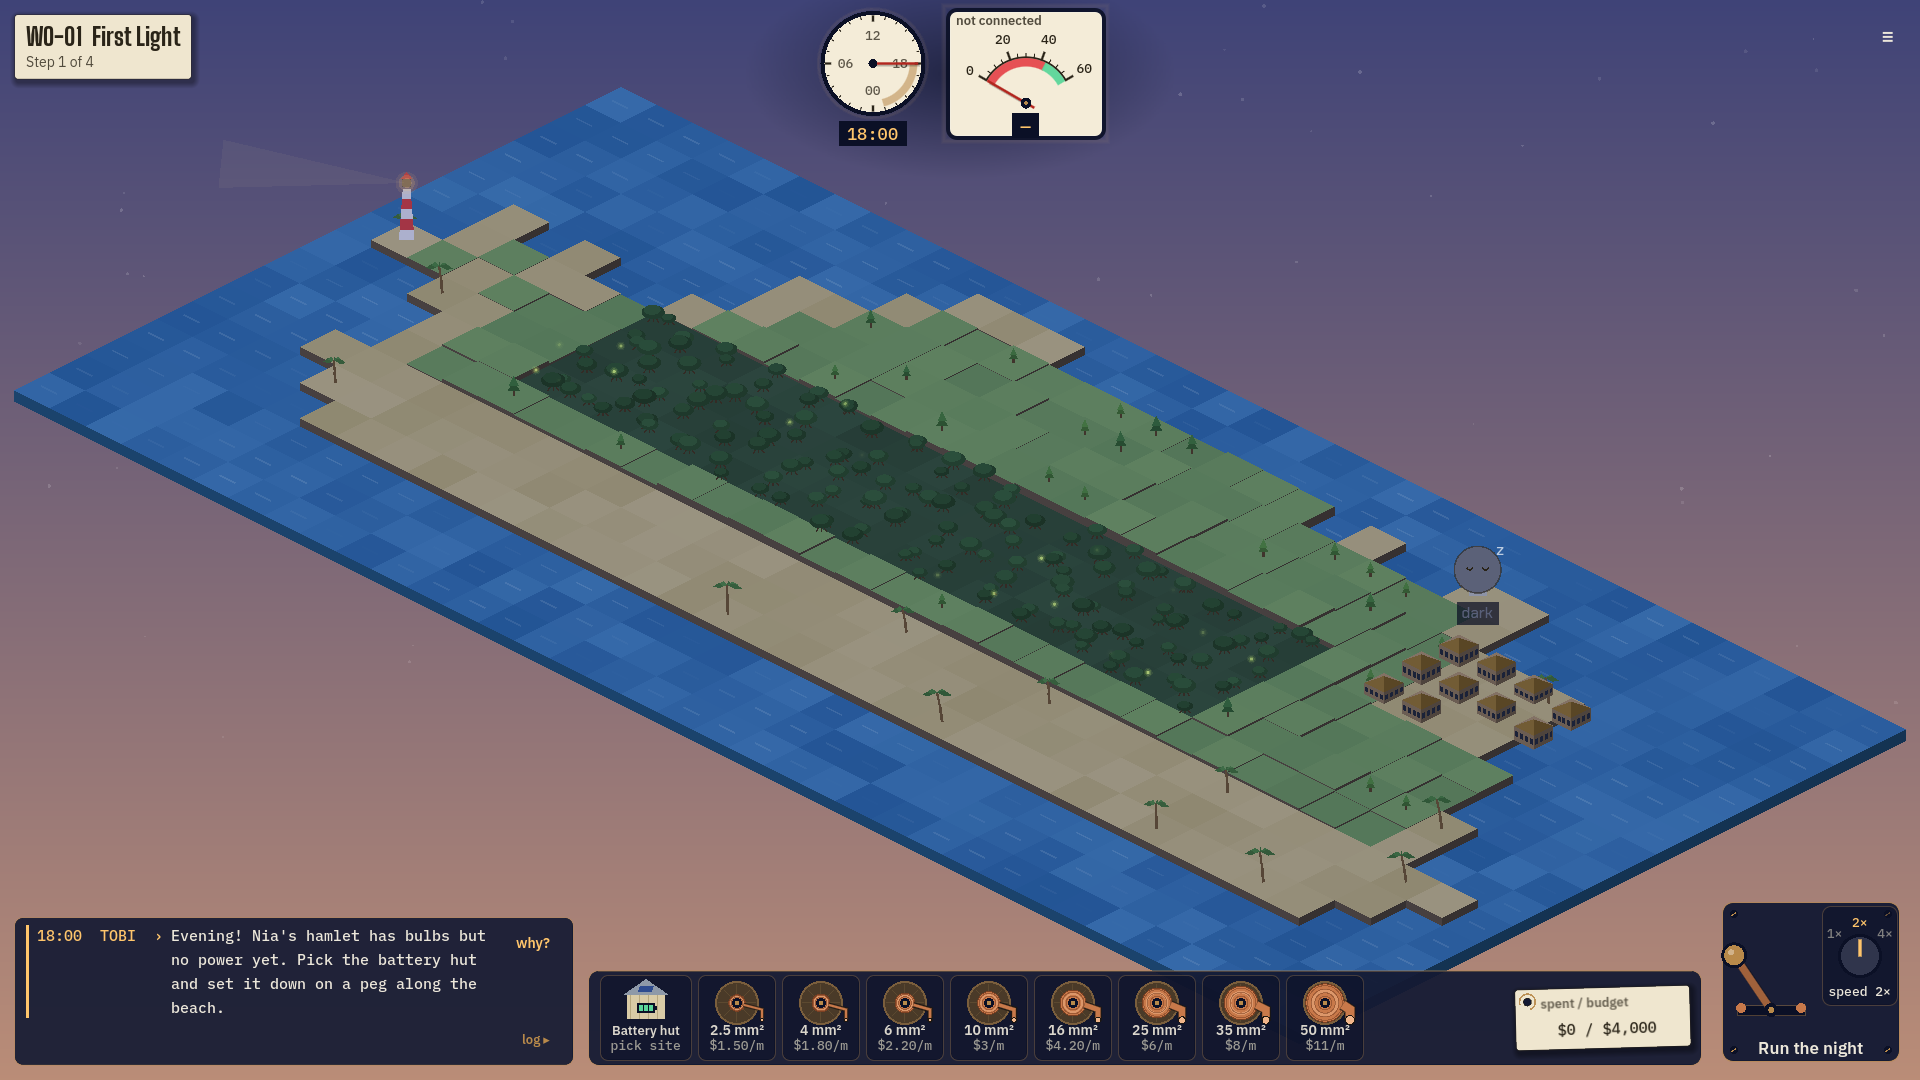 WO-01 First Light
Step 1 of 4
12
06 18
00
18:00
not connected
0 20 40 60
—
≡
z
dark
18:00 TOBI › Evening! Nia's hamlet has bulbs but
no power yet. Pick the battery hut
and set it down on a peg along the
beach.
why?
log ▸
Battery hut
pick site
2.5 mm²
$1.50/m
4 mm²
$1.80/m
6 mm²
$2.20/m
10 mm²
$3/m
16 mm²
$4.20/m
25 mm²
$6/m
35 mm²
$8/m
50 mm²
$11/m
spent / budget
$0 / $4,000
1× 2× 4×
speed 2×
Run the night